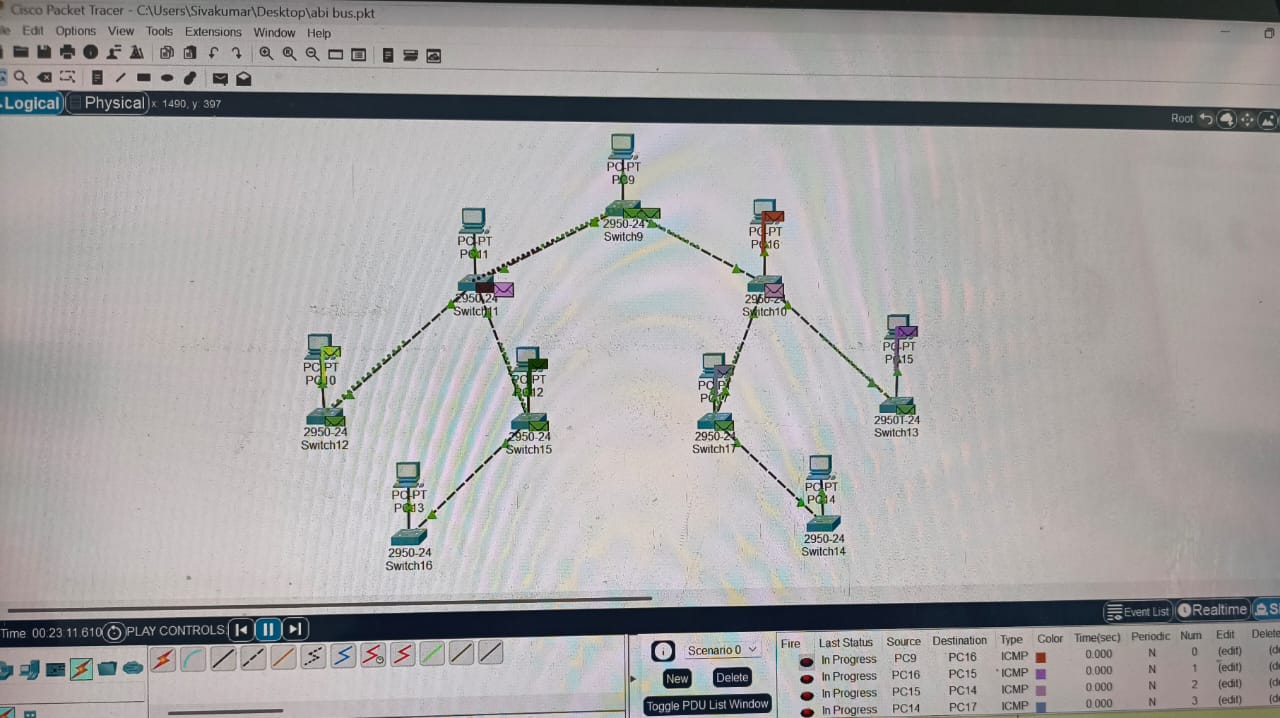 Cisco Packet Tracer - C:\Users\Sivakumar\Desktop\abi bus.pkt
Edit Options View Tools Extensions Window Help
Logical Physical x: 1490, y: 397
Root
PC-PT
PC9
2950-24
Switch9
PC-PT
PC11
2950-24
Switch11
PC-PT
PC16
2950-24
Switch10
PC-PT
PC10
2950-24
Switch12
PC-PT
PC12
2950-24
Switch15
PC-PT
2950-24
Switch17
PC-PT
PC15
2950T-24
Switch13
PC-PT
PC13
2950-24
Switch16
PC-PT
PC14
2950-24
Switch14
Event List Realtime
Time 00:23:11.610 PLAY CONTROLS:
Scenario 0
New Delete
Toggle PDU List Window
Fire Last Status Source Destination Type Color Time(sec) Periodic Num Edit Delete
In Progress PC9 PC16 ICMP 0.000 N 0 (edit)
In Progress PC16 PC15 ICMP 0.000 N 1 (edit)
In Progress PC15 PC14 ICMP 0.000 N 2 (edit)
In Progress PC14 PC17 ICMP 0.000 N 3 (edit)